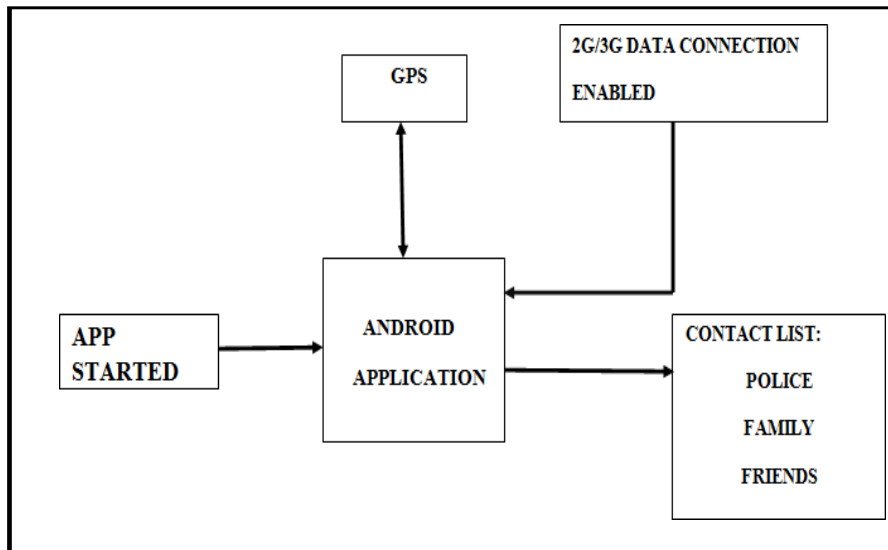 GPS
2G/3G DATA CONNECTION
ENABLED
APP
STARTED
ANDROID
APPLICATION
CONTACT LIST:
POLICE
FAMILY
FRIENDS